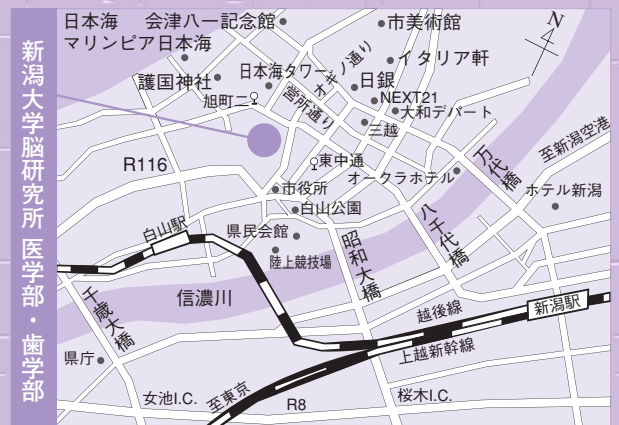 新潟大学脳研究所 医学部・歯学部
日本海
会津八一記念館
市美術館
N
マリンピア日本海
イタリア軒
オギノ通り
護国神社
日本海タワー
日銀
旭町二
営所通り
NEXT21
大和デパート
三越
R116
東中通
万代橋
至新潟空港
オークラホテル
市役所
ホテル新潟
白山公園
白山駅
県民会館
昭和大橋
八千代橋
陸上競技場
信濃川
千歳大橋
越後線
新潟駅
上越新幹線
県庁
女池I.C.
至東京
R8
桜木I.C.